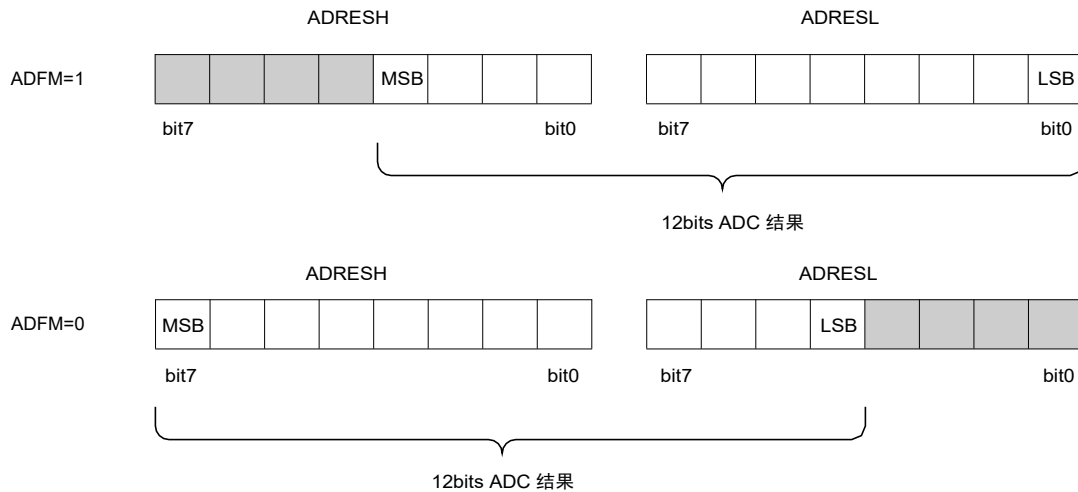 ADRESH ADRESL
ADFM=1 MSB LSB
bit7 bit0 bit7 bit0
12bits ADC 结果
ADRESH ADRESL
ADFM=0 MSB LSB
bit7 bit0 bit7 bit0
12bits ADC 结果